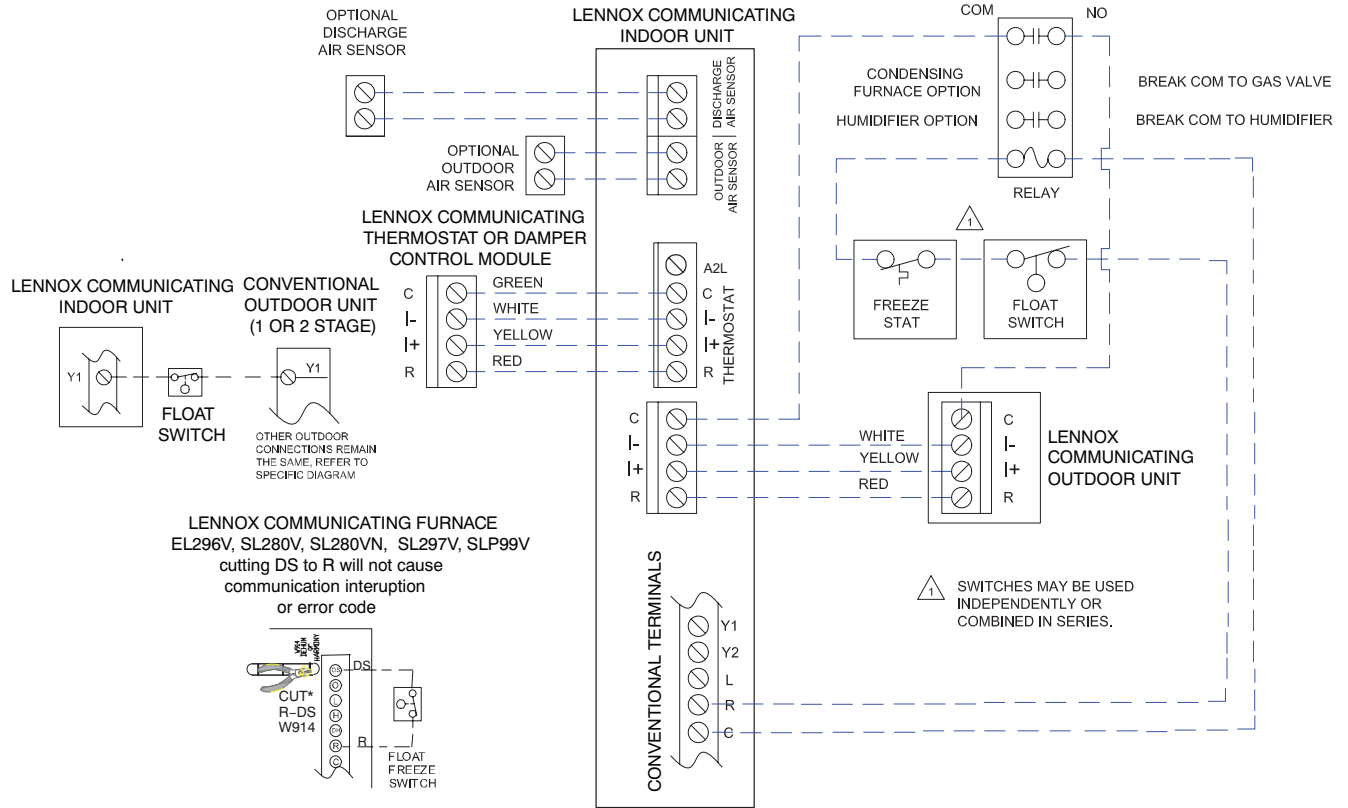 OPTIONAL
DISCHARGE
AIR SENSOR
LENNOX COMMUNICATING
INDOOR UNIT
DISCHARGE
AIR SENSOR
OPTIONAL
OUTDOOR
AIR SENSOR
OUTDOOR
AIR SENSOR
COM
NO
CONDENSING
FURNACE OPTION
BREAK COM TO GAS VALVE
HUMIDIFIER OPTION
BREAK COM TO HUMIDIFIER
RELAY
1
FREEZE
STAT
FLOAT
SWITCH
LENNOX COMMUNICATING
THERMOSTAT OR DAMPER
CONTROL MODULE
C
I-
I+
R
GREEN
WHITE
YELLOW
RED
A2L
C
I-
I+
R
THERMOSTAT
LENNOX COMMUNICATING
INDOOR UNIT
Y1
FLOAT
SWITCH
CONVENTIONAL
OUTDOOR UNIT
(1 OR 2 STAGE)
Y1
OTHER OUTDOOR
CONNECTIONS REMAIN
THE SAME, REFER TO
SPECIFIC DIAGRAM
C
I-
I+
R
WHITE
YELLOW
RED
C
I-
I+
R
LENNOX
COMMUNICATING
OUTDOOR UNIT
1 SWITCHES MAY BE USED
INDEPENDENTLY OR
COMBINED IN SERIES.
LENNOX COMMUNICATING FURNACE
EL296V, SL280V, SL280VN, SL297V, SLP99V
cutting DS to R will not cause
communication interuption
or error code
W914
DEHUM
OF
HARMONY
CUT*
R-DS
W914
DS
O
L
H
DH
R
C
DS
R
FLOAT
FREEZE
SWITCH
CONVENTIONAL TERMINALS
Y1
Y2
L
R
C